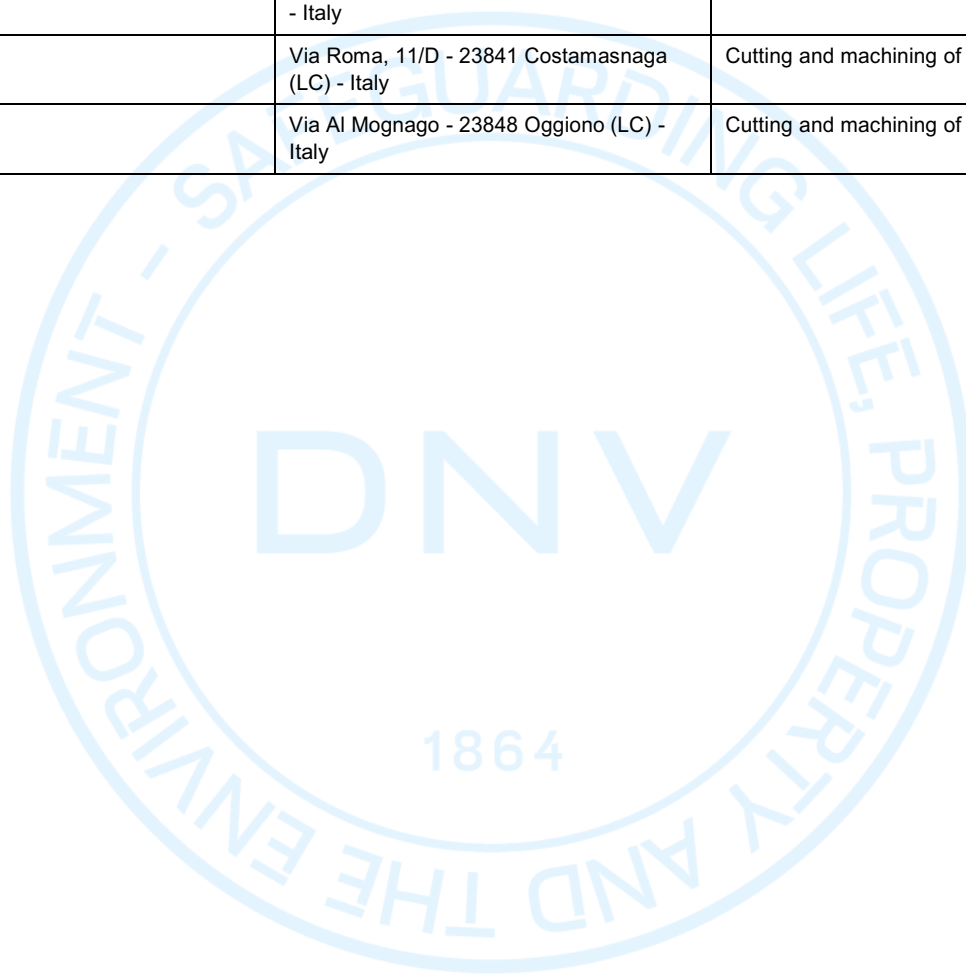 - Italy
Via Roma, 11/D - 23841 Costamasnaga
(LC) - Italy
Cutting and machining of
Via Al Mognago - 23848 Oggiono (LC) -
Italy
Cutting and machining of
SAFEGUARDING LIFE, PROPERTY AND THE ENVIRONMENT -
DNV
1864